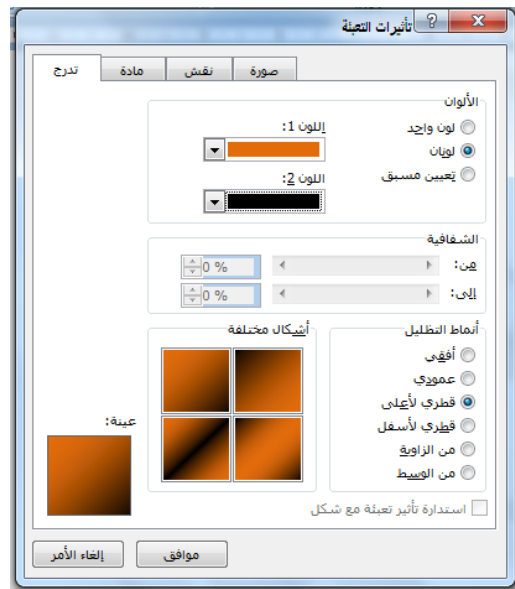 تأثيرات التعبئة
تدرج
مادة
نقش
صورة
الألوان
لون واحد
لونان
تعيين مسبق
اللون 1:
اللون 2:
الشفافية
من:
0 %
إلى:
0 %
أنماط التظليل
أفقي
عمودي
قطري لأعلى
قطري لأسفل
من الزاوية
من الوسط
أشكال مختلفة
عينة:
استدارة تأثير تعبئة مع شكل
موافق
إلغاء الأمر